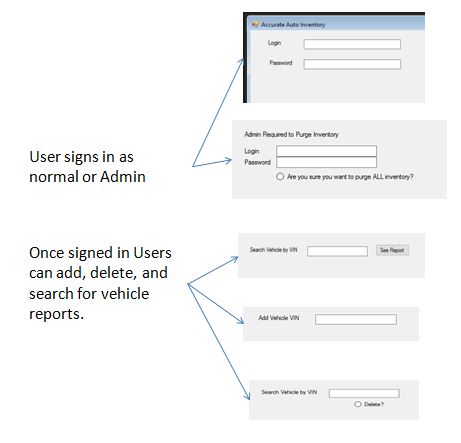 Accurate Auto Inventory
Login
Password
Admin Required to Purge Inventory
Login
Password
Are you sure you want to purge ALL inventory?
User signs in as
normal or Admin
Once signed in Users
can add, delete, and
search for vehicle
reports.
Search Vehicle by VIN
See Report
Add Vehicle VIN
Search Vehicle by VIN
Delete?